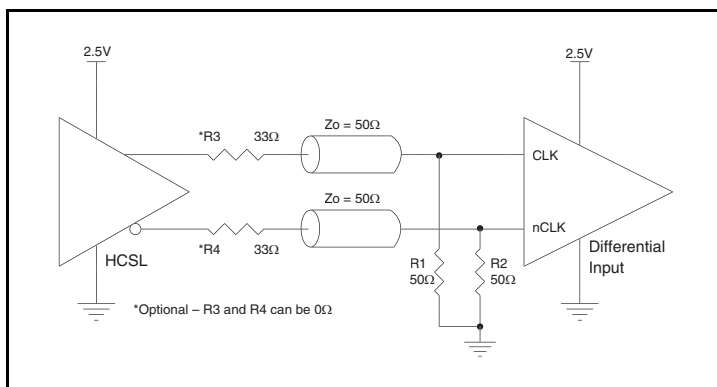 2.5V
2.5V
*R3
33Ω
Zo = 50Ω
CLK
Zo = 50Ω
nCLK
*R4
33Ω
HCSL
R1
50Ω
R2
50Ω
Differential
Input
*Optional – R3 and R4 can be 0Ω